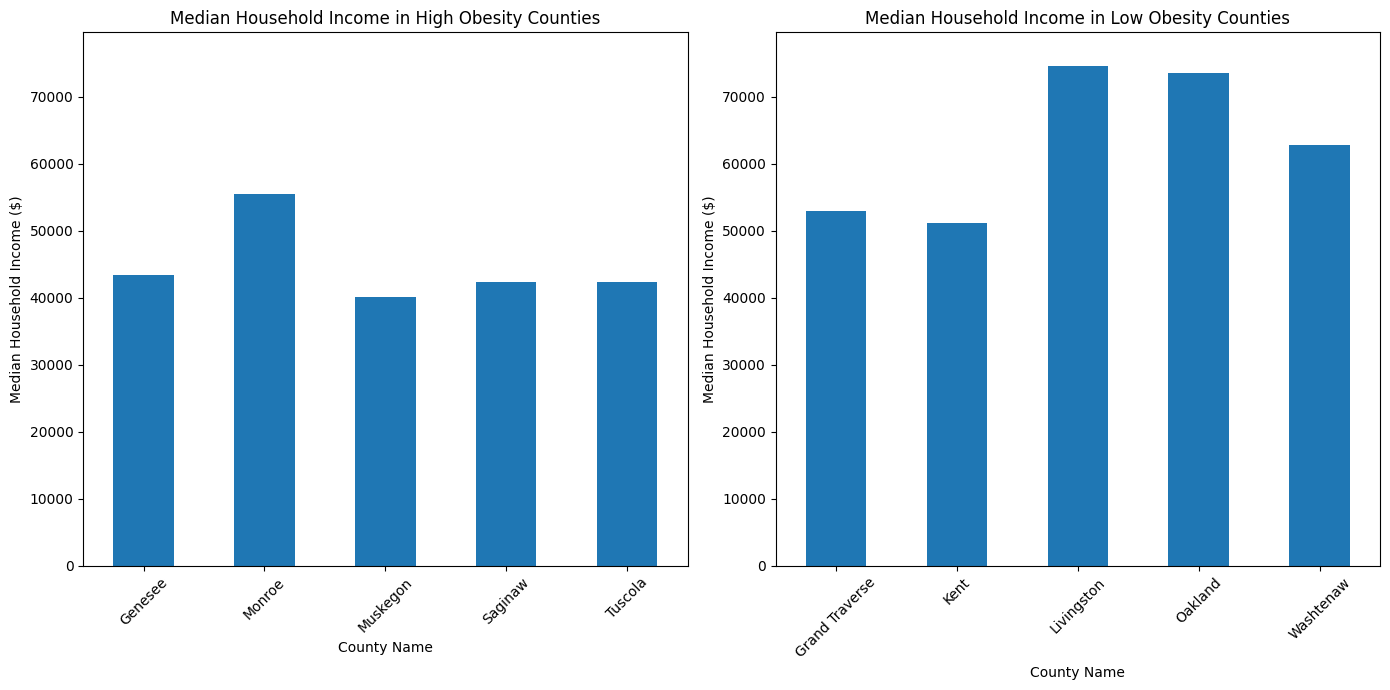 Median Household Income in High Obesity Counties
Median Household Income ($)
70000
60000
50000
40000
30000
20000
10000
0
Genesee
Monroe
Muskegon
Saginaw
Tuscola
County Name
Median Household Income in Low Obesity Counties
Median Household Income ($)
70000
60000
50000
40000
30000
20000
10000
0
Grand Traverse
Kent
Livingston
Oakland
Washtenaw
County Name